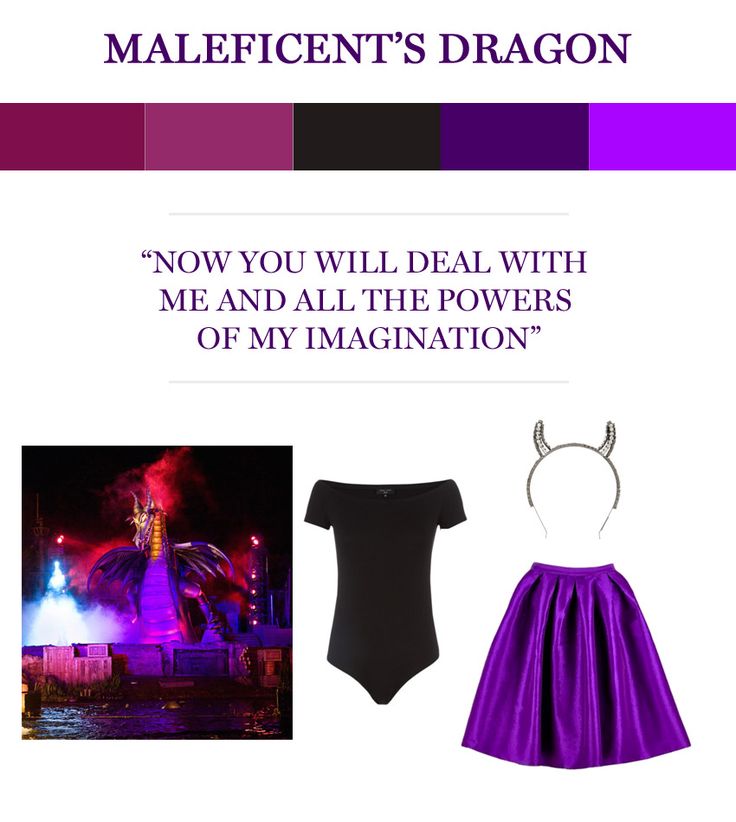 MALEFICENT’S DRAGON
“NOW YOU WILL DEAL WITH
ME AND ALL THE POWERS
OF MY IMAGINATION”